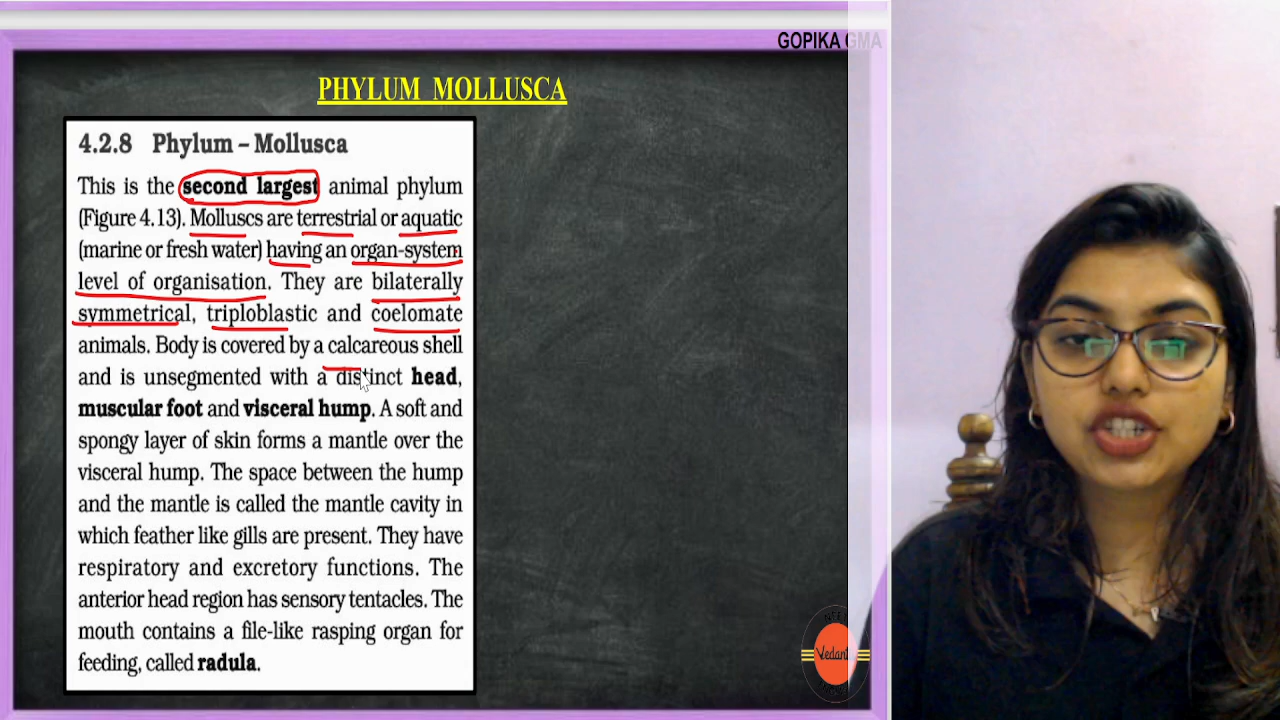 GOPIKA GMA
PHYLUM MOLLUSCA
4.2.8 Phylum – Mollusca
This is the second largest animal phylum
(Figure 4.13). Molluscs are terrestrial or aquatic
(marine or fresh water) having an organ-system
level of organisation. They are bilaterally
symmetrical, triploblastic and coelomate
animals. Body is covered by a calcareous shell
and is unsegmented with a distinct head,
muscular foot and visceral hump. A soft and
spongy layer of skin forms a mantle over the
visceral hump. The space between the hump
and the mantle is called the mantle cavity in
which feather like gills are present. They have
respiratory and excretory functions. The
anterior head region has sensory tentacles. The
mouth contains a file-like rasping organ for
feeding, called radula.